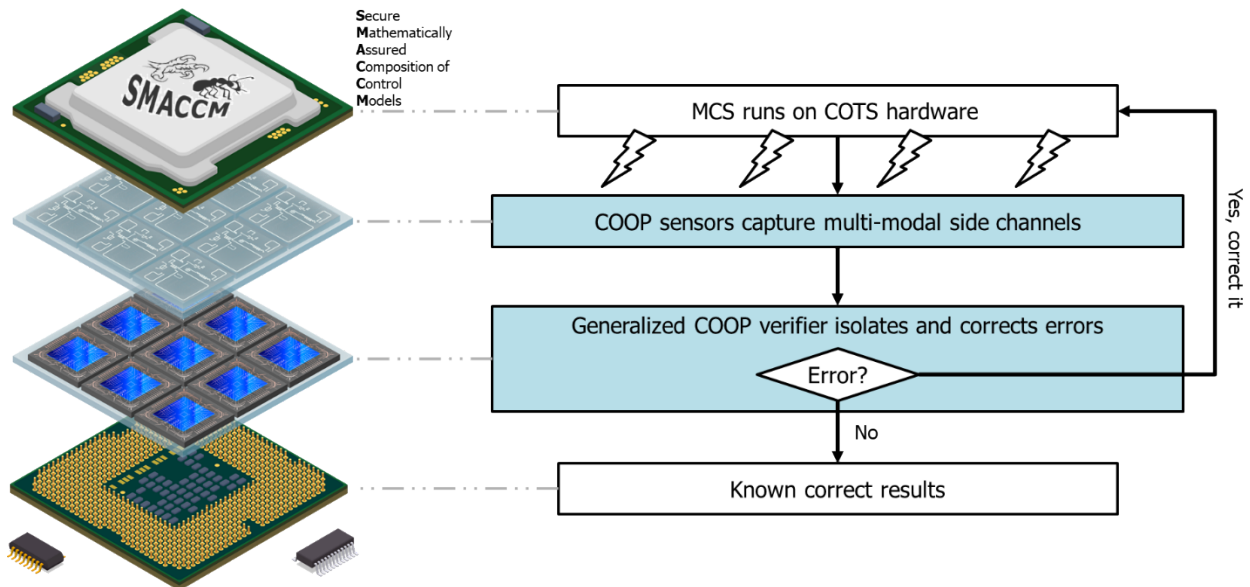 Secure
Mathematically
Assured
Composition of
Control
Models
SMACCM
MCS runs on COTS hardware
COOP sensors capture multi-modal side channels
Generalized COOP verifier isolates and corrects errors
Error?
Yes, correct it
No
Known correct results